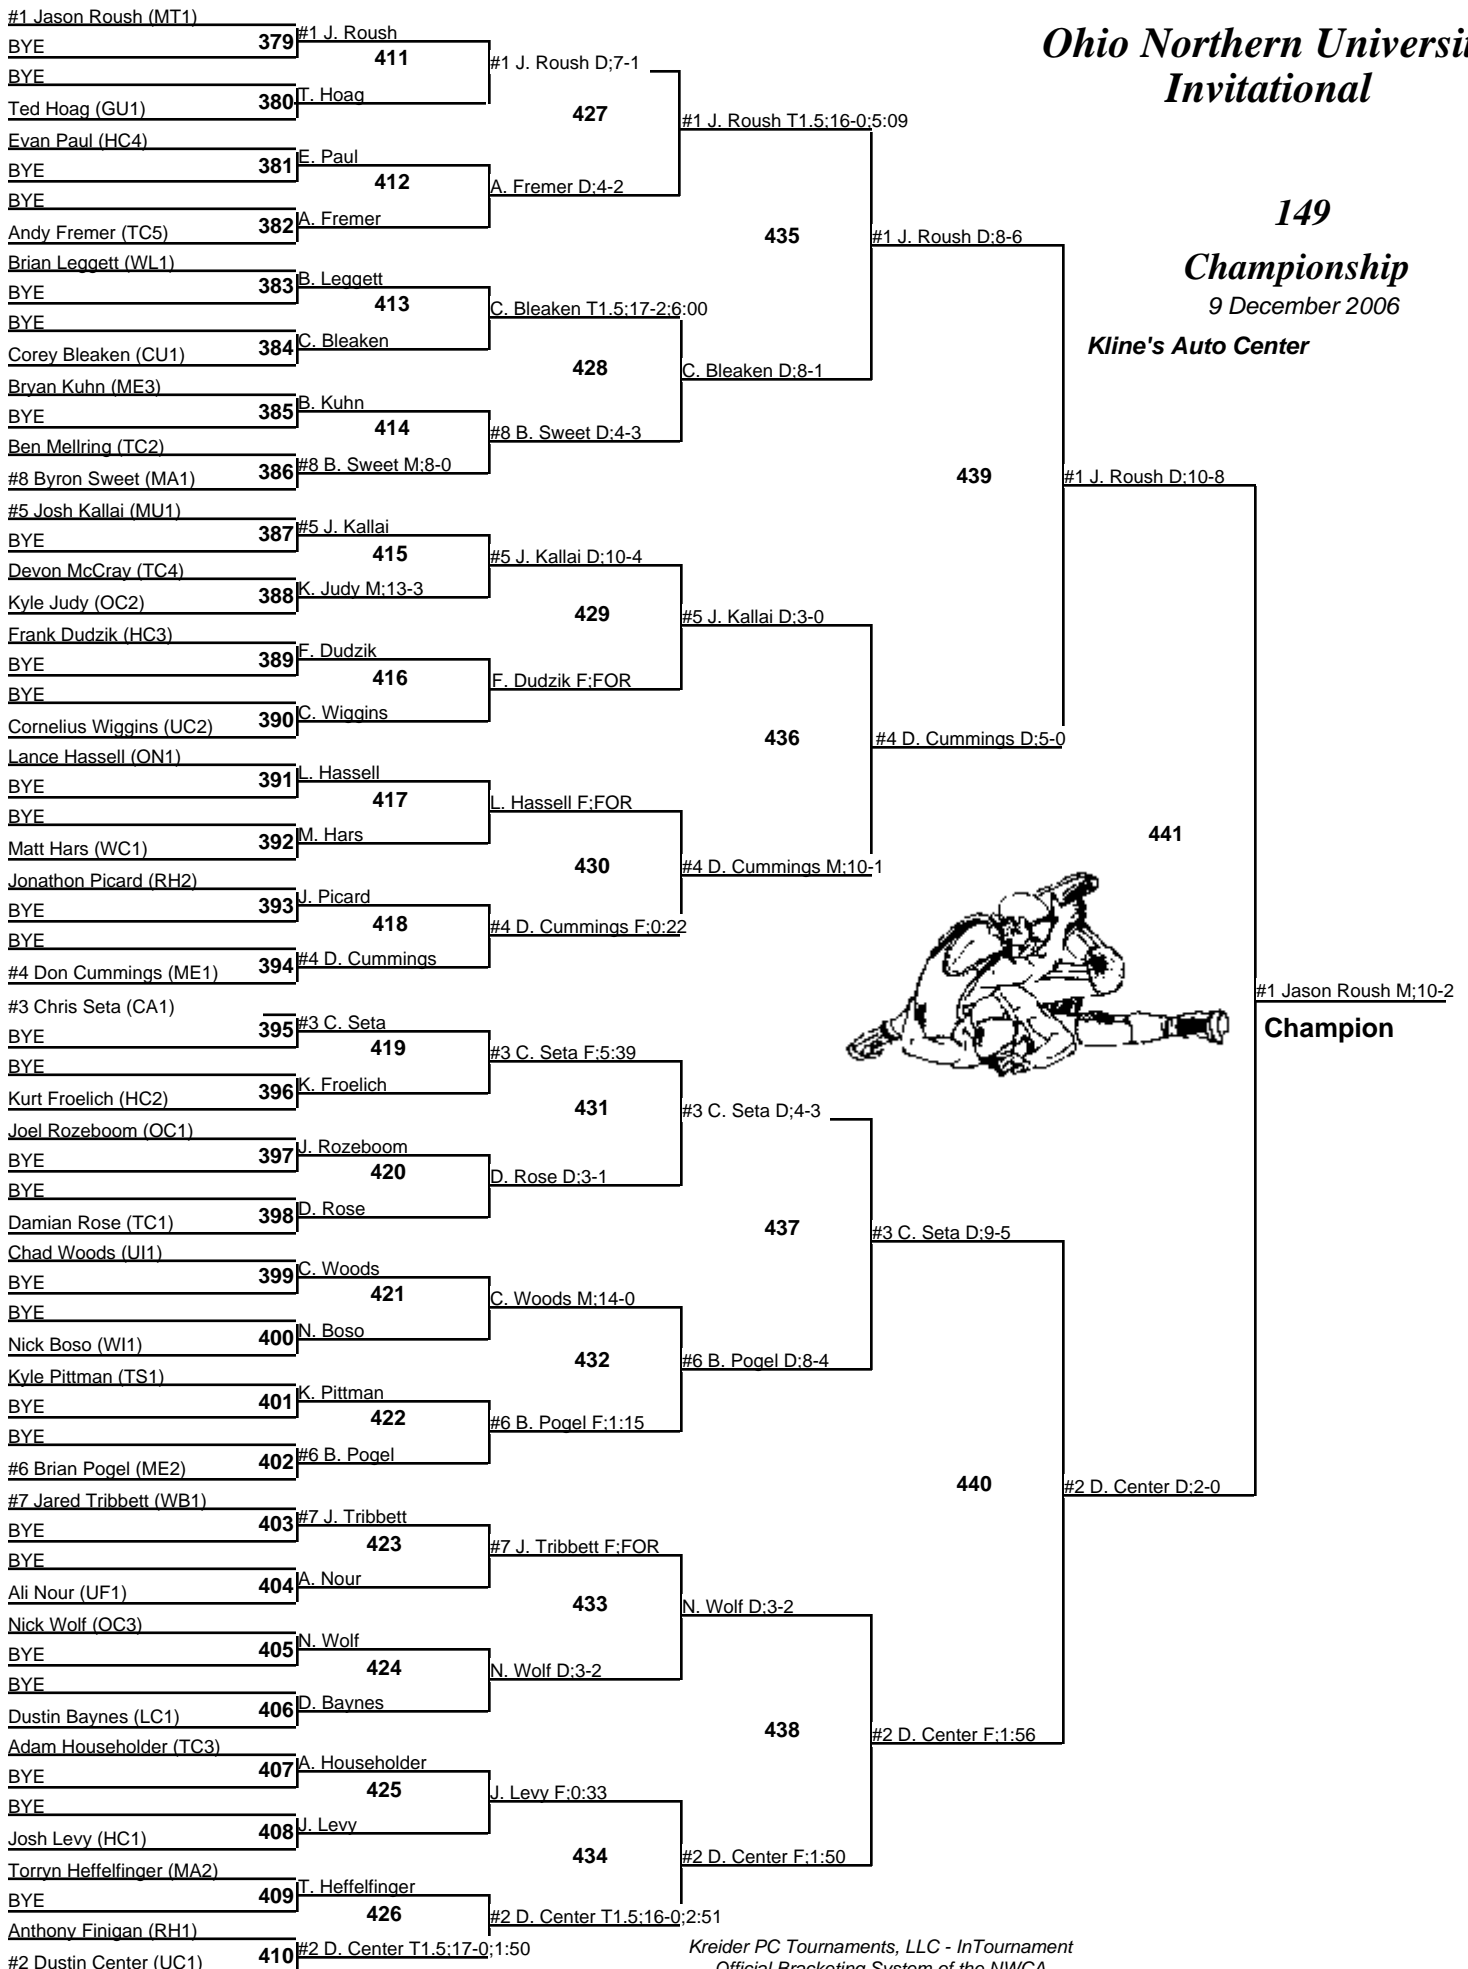 Ohio Northern Universit
Invitational
149
Championship
9 December 2006
Kline's Auto Center
#1 Jason Roush (MT1)
BYE
379
BYE
Ted Hoag (GU1)
380
Evan Paul (HC4)
BYE
381
BYE
Andy Fremer (TC5)
382
Brian Leggett (WL1)
BYE
383
BYE
Corey Bleaken (CU1)
384
Bryan Kuhn (ME3)
BYE
385
Ben Mellring (TC2)
#8 Byron Sweet (MA1)
386
#5 Josh Kallai (MU1)
BYE
387
Devon McCray (TC4)
Kyle Judy (OC2)
388
Frank Dudzik (HC3)
BYE
389
BYE
Cornelius Wiggins (UC2)
390
Lance Hassell (ON1)
BYE
391
BYE
Matt Hars (WC1)
392
Jonathon Picard (RH2)
BYE
393
BYE
#4 Don Cummings (ME1)
394
#3 Chris Seta (CA1)
BYE
395
BYE
Kurt Froelich (HC2)
396
Joel Rozeboom (OC1)
BYE
397
BYE
Damian Rose (TC1)
398
Chad Woods (UI1)
BYE
399
BYE
Nick Boso (WI1)
400
Kyle Pittman (TS1)
BYE
401
BYE
#6 Brian Pogel (ME2)
402
#7 Jared Tribbett (WB1)
BYE
403
BYE
Ali Nour (UF1)
404
Nick Wolf (OC3)
BYE
405
BYE
Dustin Baynes (LC1)
406
Adam Householder (TC3)
BYE
407
BYE
Josh Levy (HC1)
408
Torryn Heffelfinger (MA2)
BYE
409
Anthony Finigan (RH1)
#2 Dustin Center (UC1)
410
#1 J. Roush
411
T. Hoag
E. Paul
412
A. Fremer
B. Leggett
413
C. Bleaken
B. Kuhn
414
#8 B. Sweet M;8-0
#5 J. Kallai
415
K. Judy M;13-3
F. Dudzik
416
C. Wiggins
L. Hassell
417
M. Hars
J. Picard
418
#4 D. Cummings
#3 C. Seta
419
K. Froelich
J. Rozeboom
420
D. Rose
C. Woods
421
N. Boso
K. Pittman
422
#6 B. Pogel
#7 J. Tribbett
423
A. Nour
N. Wolf
424
D. Baynes
A. Householder
425
J. Levy
T. Heffelfinger
426
#2 D. Center T1.5;17-0;1:50
#1 J. Roush D;7-1
427
A. Fremer D;4-2
C. Bleaken T1.5;17-2;6:00
428
#8 B. Sweet D;4-3
#5 J. Kallai D;10-4
429
F. Dudzik F;FOR
L. Hassell F;FOR
430
#4 D. Cummings F;0:22
#3 C. Seta F;5:39
431
D. Rose D;3-1
C. Woods M;14-0
432
#6 B. Pogel F;1:15
#7 J. Tribbett F;FOR
433
N. Wolf D;3-2
J. Levy F;0:33
434
#2 D. Center T1.5;16-0;2:51
#1 J. Roush T1.5;16-0;5:09
435
C. Bleaken D;8-1
#5 J. Kallai D;3-0
436
#4 D. Cummings M;10-1
#3 C. Seta D;4-3
437
#6 B. Pogel D;8-4
N. Wolf D;3-2
438
#2 D. Center F;1:50
#1 J. Roush D;8-6
439
#4 D. Cummings D;5-0
#3 C. Seta D;9-5
440
#2 D. Center F;1:56
#1 J. Roush D;10-8
441
#2 D. Center D;2-0
#1 Jason Roush M;10-2
Champion
Kreider PC Tournaments, LLC - InTournament
Official Bracketing System of the NWCA